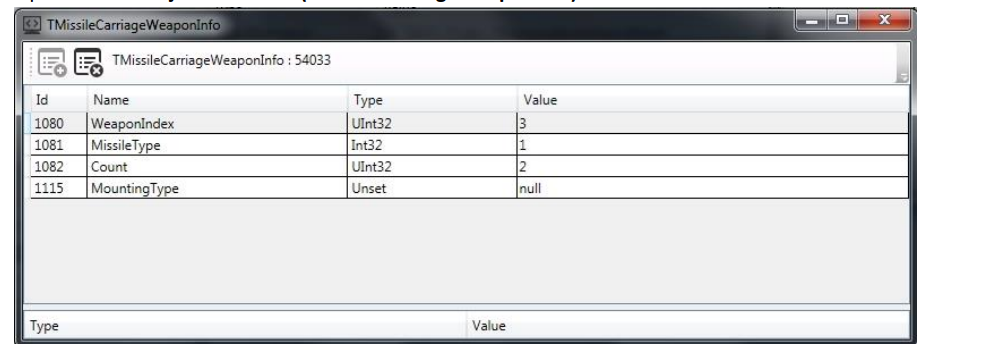 TMissileCarriageWeaponInfo
TMissileCarriageWeaponInfo : 54033
Id Name Type Value
1080 WeaponIndex UInt32 3
1081 MissileType Int32 1
1082 Count UInt32 2
1115 MountingType Unset null
Type Value